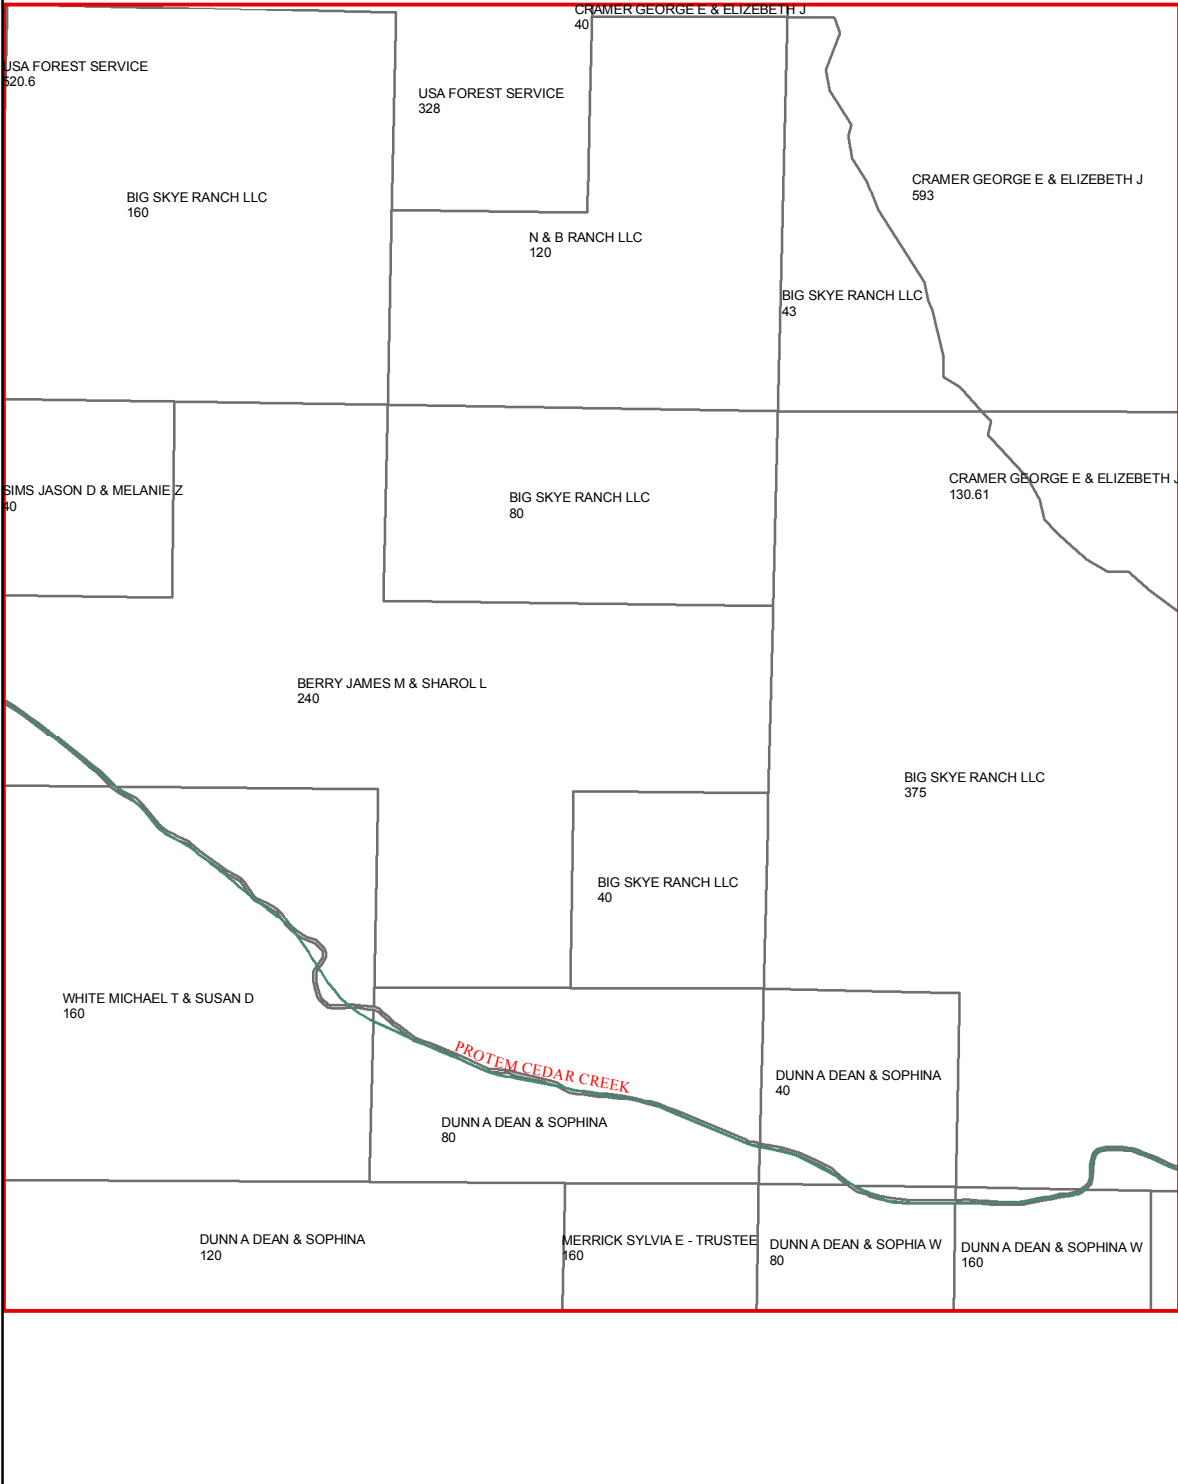 CRAMER GEORGE E & ELIZEBETH J
40
USA FOREST SERVICE
520.6
USA FOREST SERVICE
328
CRAMER GEORGE E & ELIZEBETH J
593
BIG SKYE RANCH LLC
160
N & B RANCH LLC
120
BIG SKYE RANCH LLC
43
CRAMER GEORGE E & ELIZEBETH J
130.61
SIMS JASON D & MELANIE Z
40
BIG SKYE RANCH LLC
80
BERRY JAMES M & SHAROL L
240
BIG SKYE RANCH LLC
375
BIG SKYE RANCH LLC
40
WHITE MICHAEL T & SUSAN D
160
PROTEM CEDAR CREEK
DUNN A DEAN & SOPHINA
40
DUNN A DEAN & SOPHINA
80
DUNN A DEAN & SOPHINA
120
MERRICK SYLVIA E - TRUSTEE
160
DUNN A DEAN & SOPHIA W
80
DUNN A DEAN & SOPHINA W
160